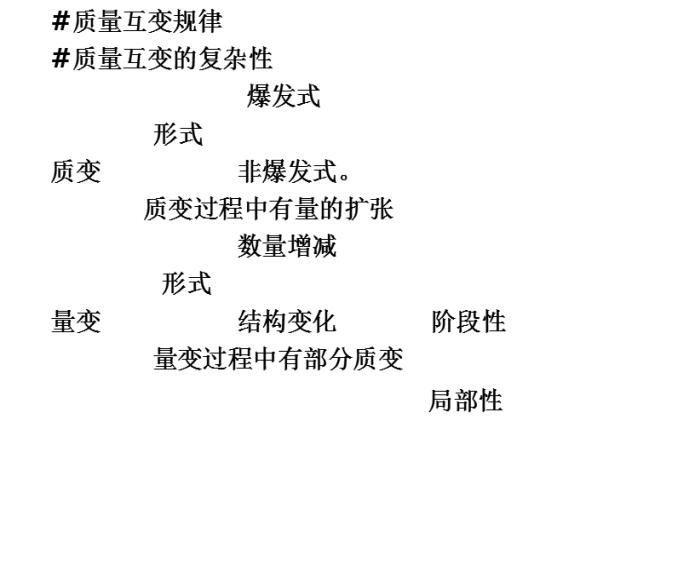 #质量互变规律
#质量互变的复杂性
爆发式
形式
质变 非爆发式。
质变过程中有量的扩张
数量增减
形式
量变 结构变化 阶段性
量变过程中有部分质变
局部性